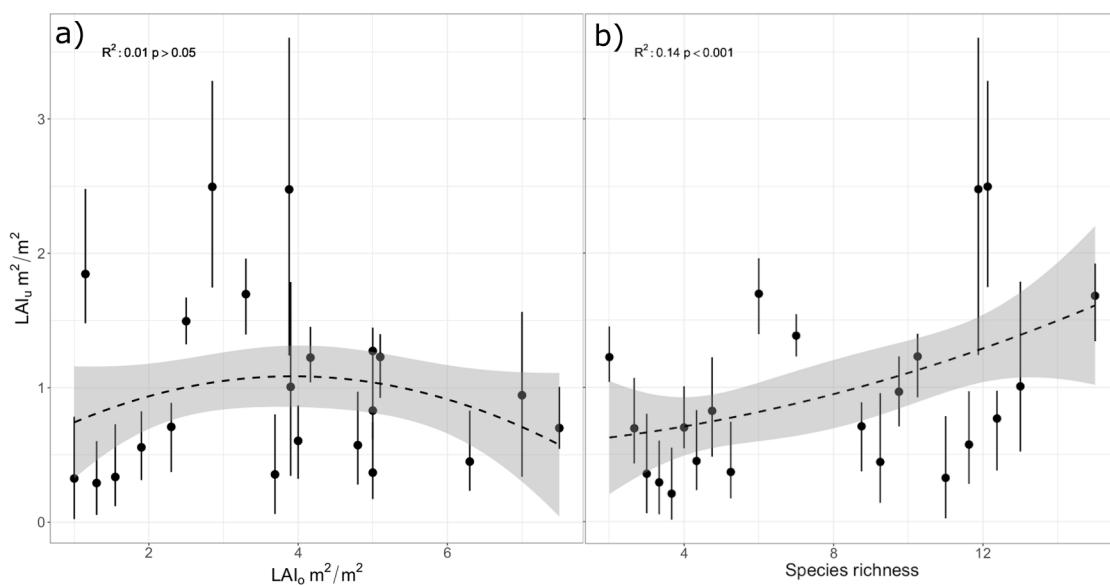 a)
R²: 0.01 p > 0.05
b)
R²: 0.14 p < 0.001
3
2
1
0
LAIᵤ m²/m²
2
4
6
4
8
12
LAIₒ m²/m²
Species richness